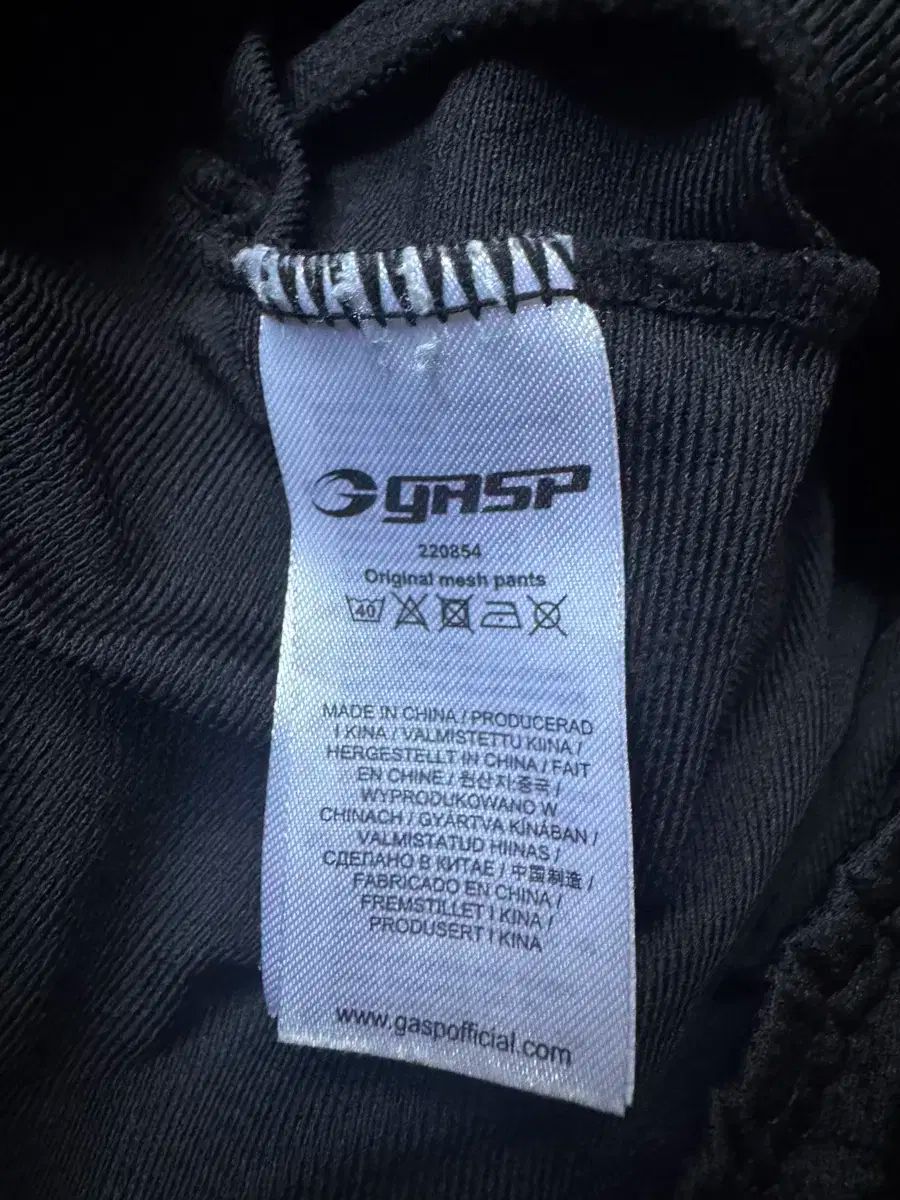 GASP
220854
Original mesh pants
40
MADE IN CHINA / PRODUCERAD
I KINA / VALMISTETTU KIINA /
HERGESTELLT IN CHINA / FAIT
EN CHINE / 원산지:중국 /
WYPRODUKOWANO W
CHINACH / GYÁRTVA KÍNÁBAN /
VALMISTATUD HIINAS /
СДЕЛАНО В КИТАЕ / 中国制造 /
FABRICADO EN CHINA /
FREMSTILLET I KINA /
PRODUSERT I KINA
www.gaspofficial.com